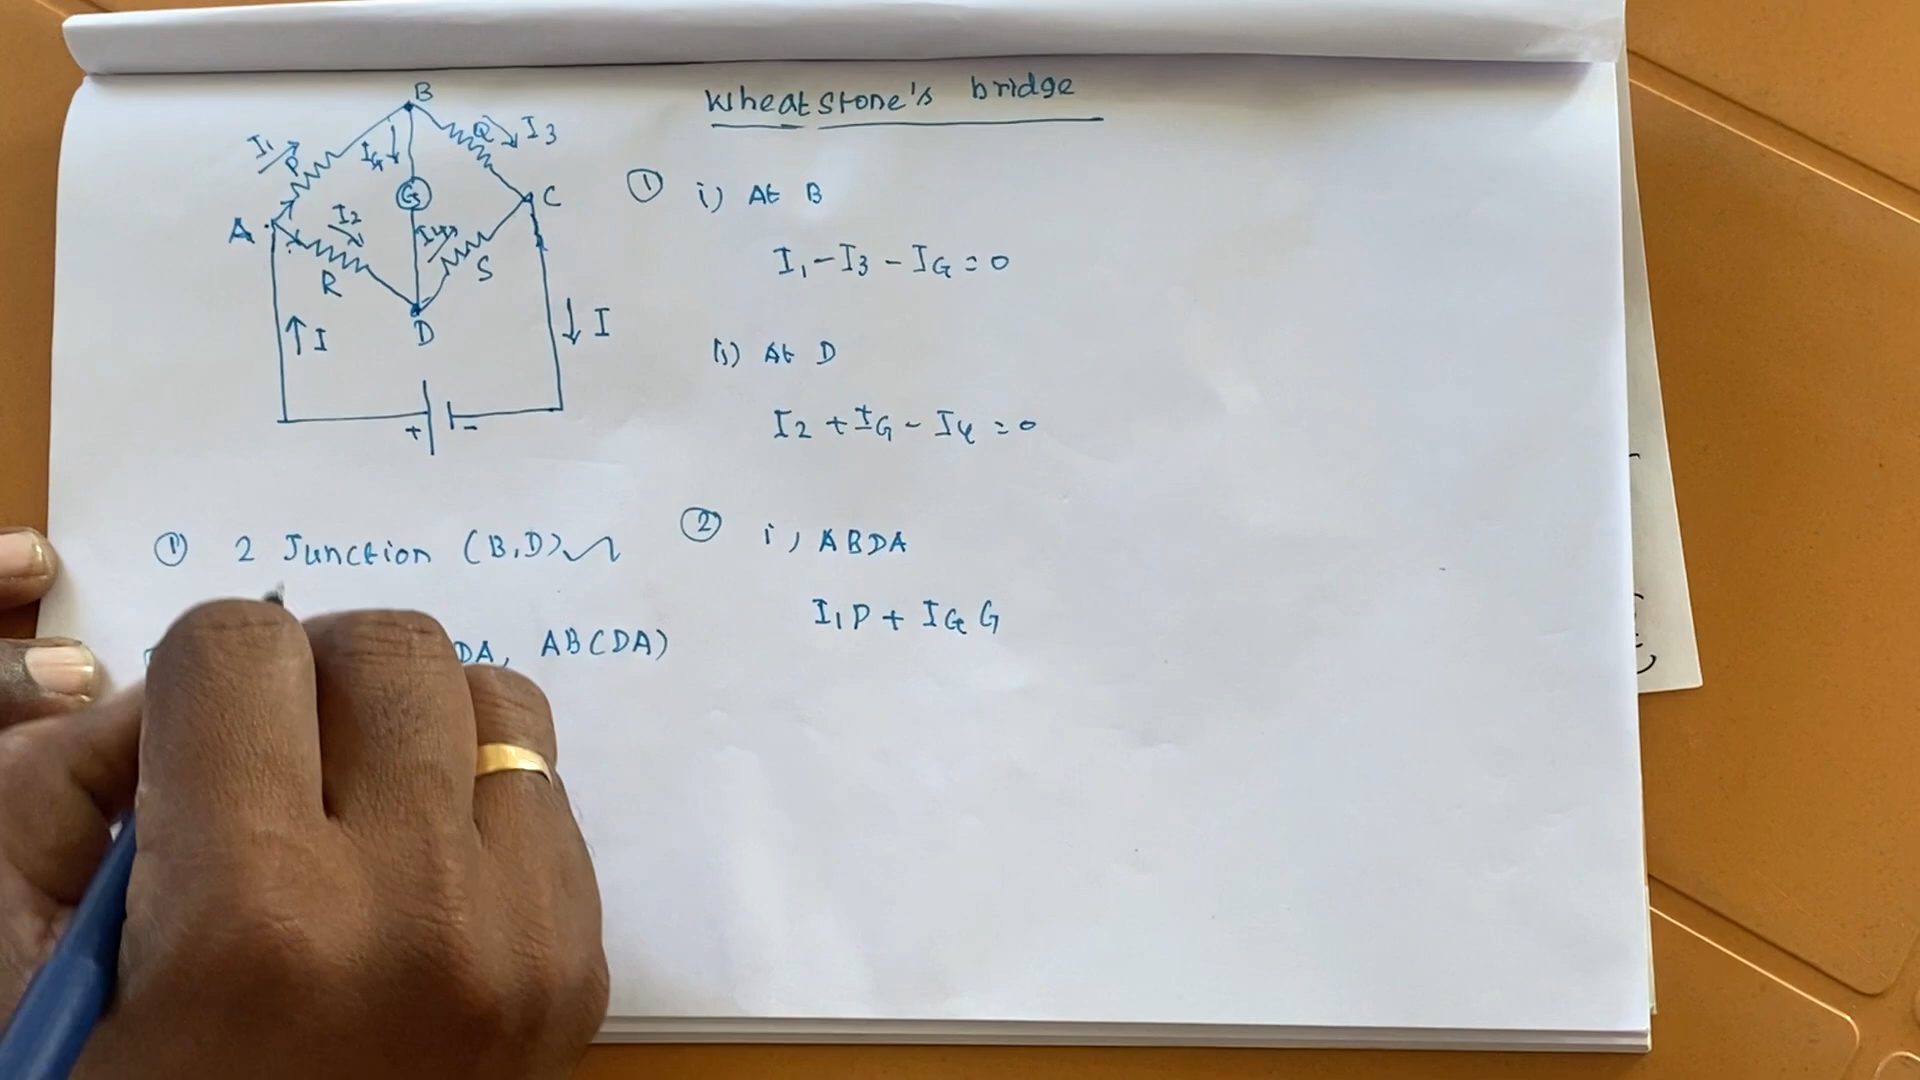 Wheatstone's bridge
B
I1
P
IG
Q
I3
A
G
C
I2
I4
R
S
D
I
I
+
-
① i) At B
I1 - I3 - IG = 0
At D
I2 + IG - I4 = 0
① 2 Junction (B,D)
DA, ABCDA)
② i) ABDA
I1P + IG G